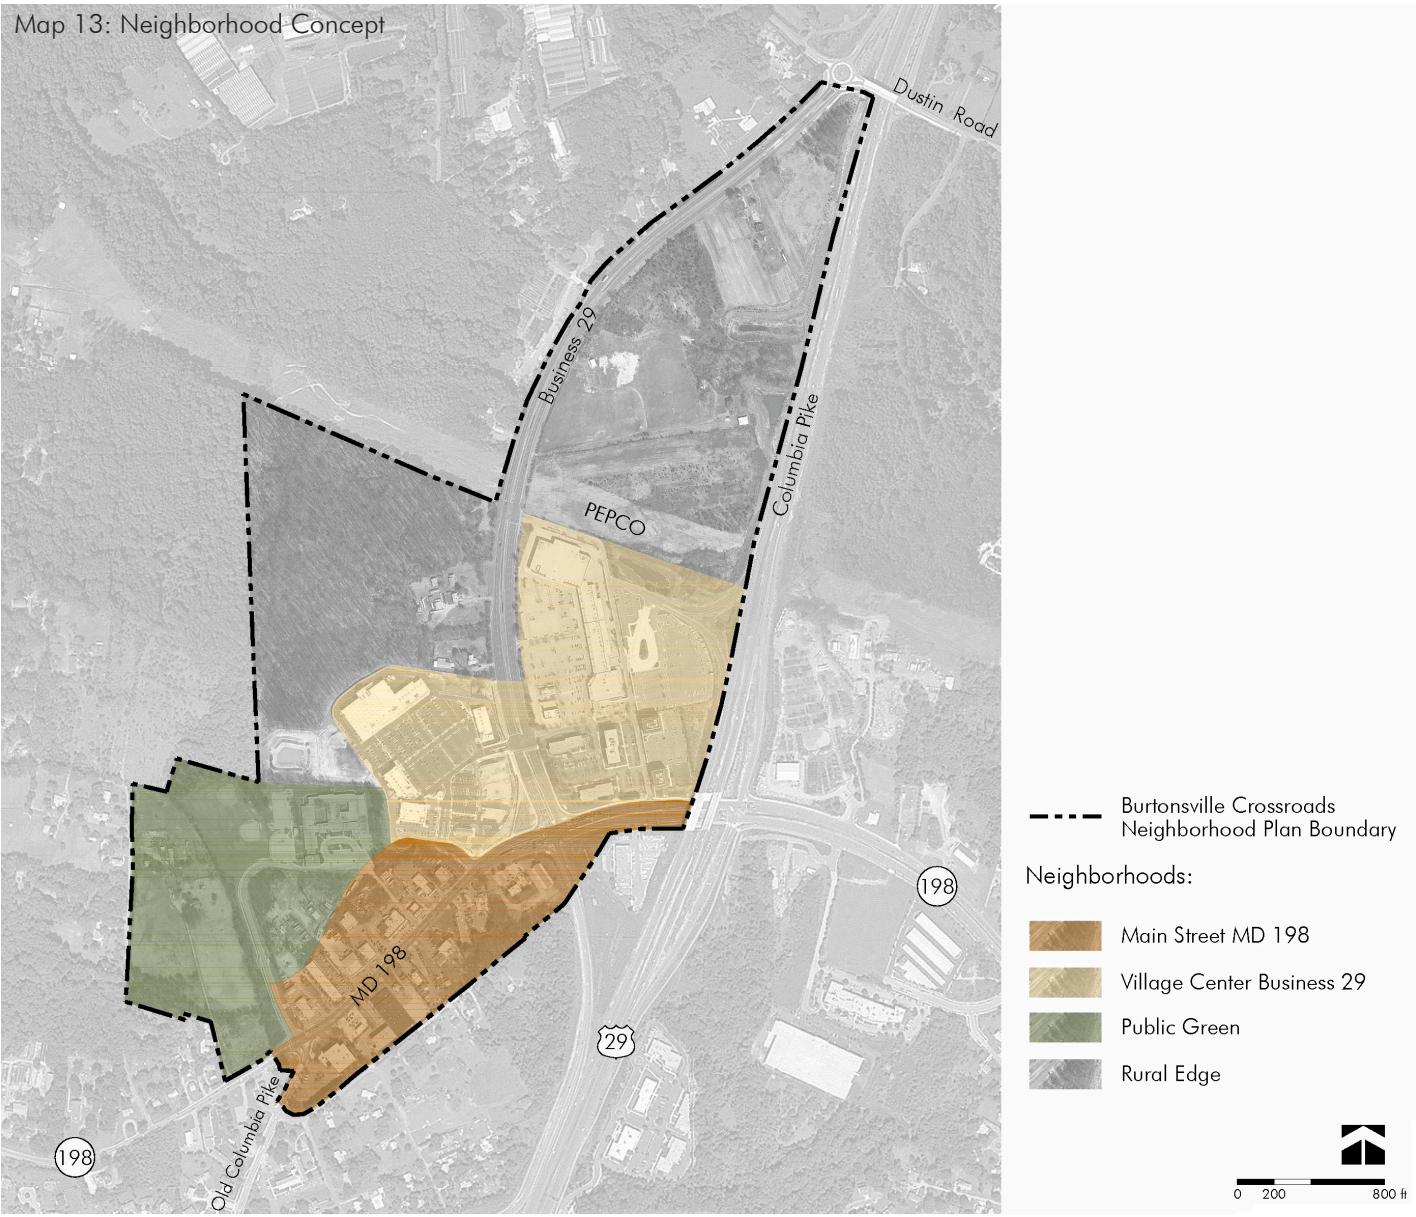 Map 13: Neighborhood Concept
Dustin Road
Business 29
Columbia Pike
PEPCO
MD 198
29
Old Columbia Pike
198
198
Burtonsville Crossroads
Neighborhood Plan Boundary
Neighborhoods:
Main Street MD 198
Village Center Business 29
Public Green
Rural Edge
0 200 800 ft